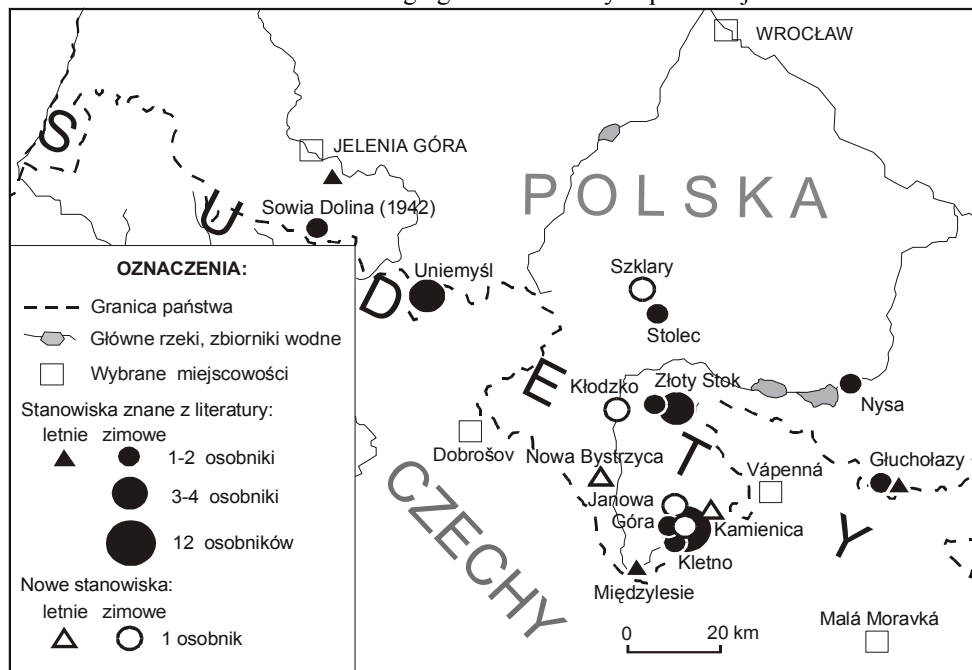 WROCŁAW
JELENIA GÓRA
POLSKA
Sowia Dolina (1942)
SUDETY
Uniemyśl
Szklary
Stolec
Kłodzko
Złoty Stok
Nysa
Dobrošov
Nowa Bystrzyca
Vápenná
Głuchołazy
Janowa
Góra
Kamienica
Kletno
CZECHY
Międzylesie
Malá Moravká
0 20 km
OZNACZENIA:
Granica państwa
Główne rzeki, zbiorniki wodne
Wybrane miejscowości
Stanowiska znane z literatury:
letnie zimowe
1-2 osobniki
3-4 osobniki
12 osobników
Nowe stanowiska:
letnie zimowe
1 osobnik